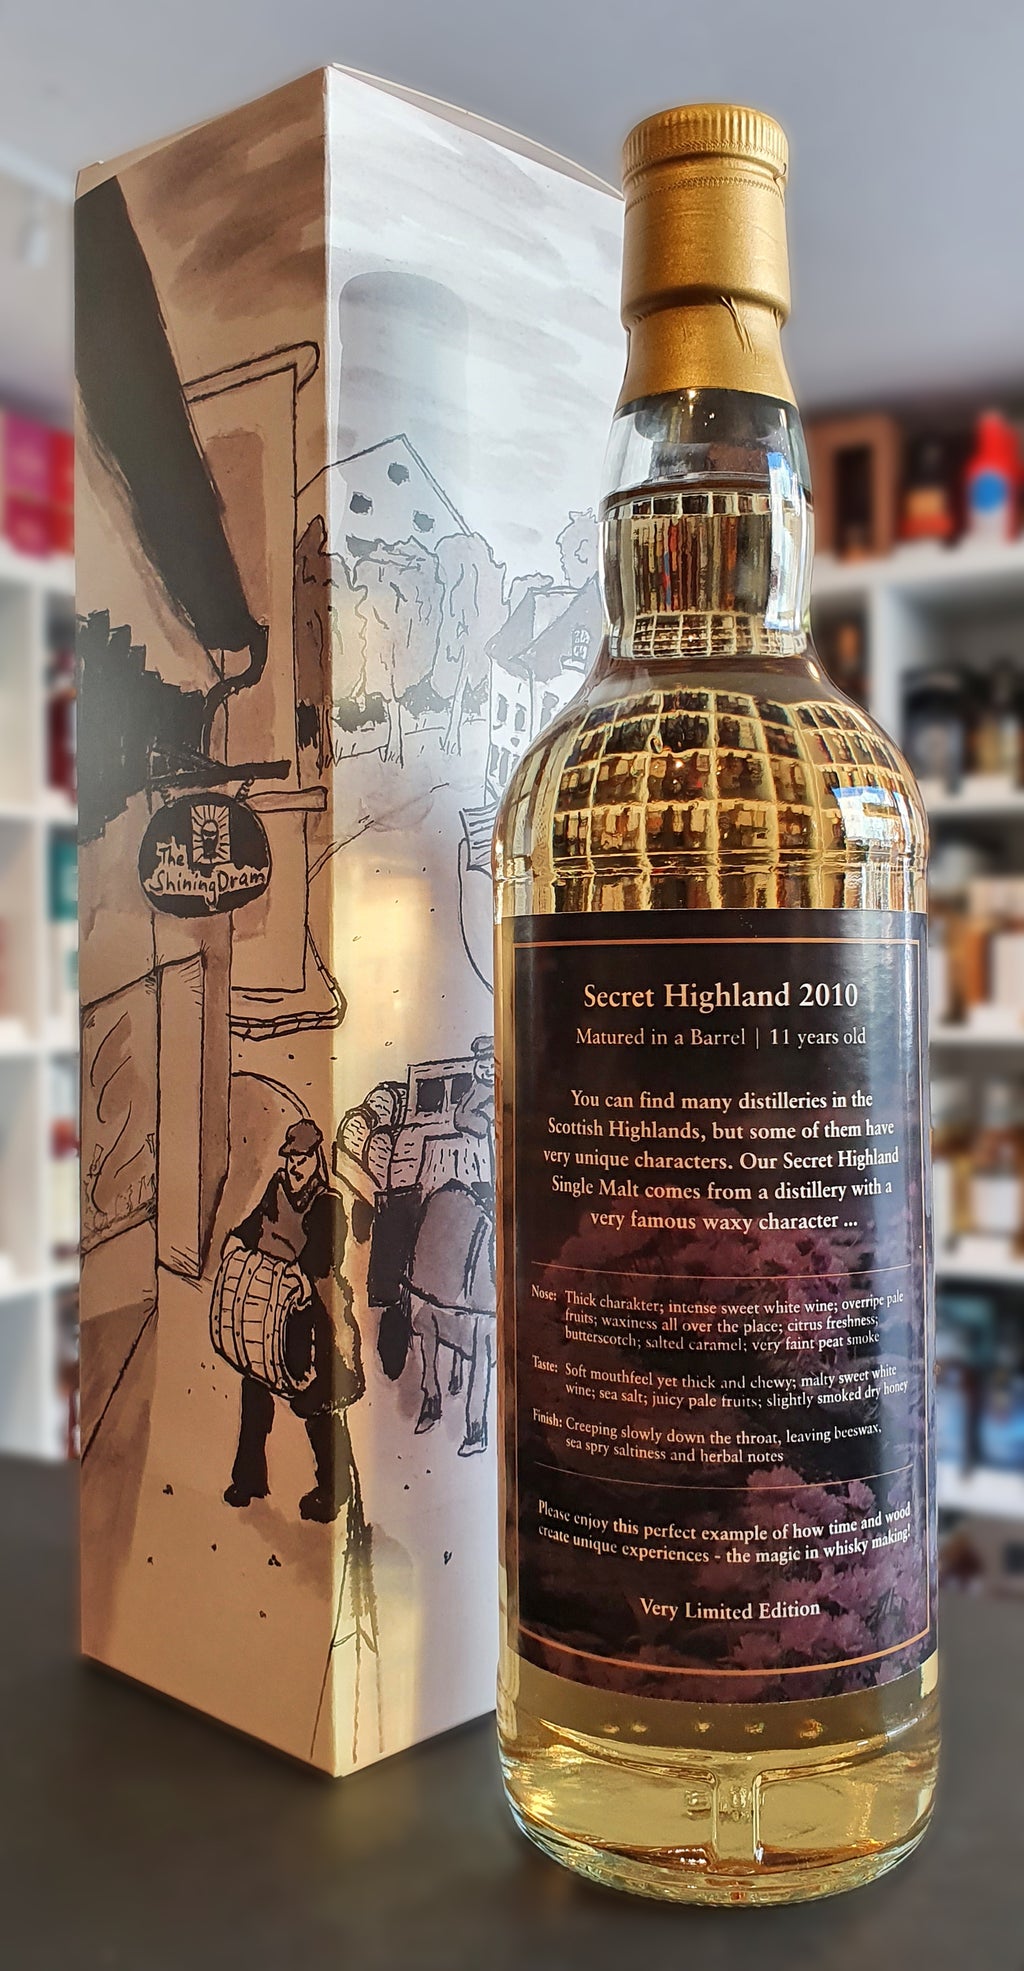 The
ShiningDram
Secret Highland 2010
Matured in a Barrel | 11 years old
You can find many distilleries in the
Scottish Highlands, but some of them have
very unique characters. Our Secret Highland
Single Malt comes from a distillery with a
very famous waxy character ...
Nose: Thick charakter; intense sweet white wine; overripe pale
fruits; waxiness all over the place; citrus freshness;
butterscotch; salted caramel; very faint peat smoke
Taste: Soft mouthfeel yet thick and chewy; malty sweet white
wine; sea salt; juicy pale fruits; slightly smoked dry honey
Finish: Creeping slowly down the throat, leaving beeswax,
sea spry saltiness and herbal notes
Please enjoy this perfect example of how time and wood
create unique experiences - the magic in whisky making!
Very Limited Edition